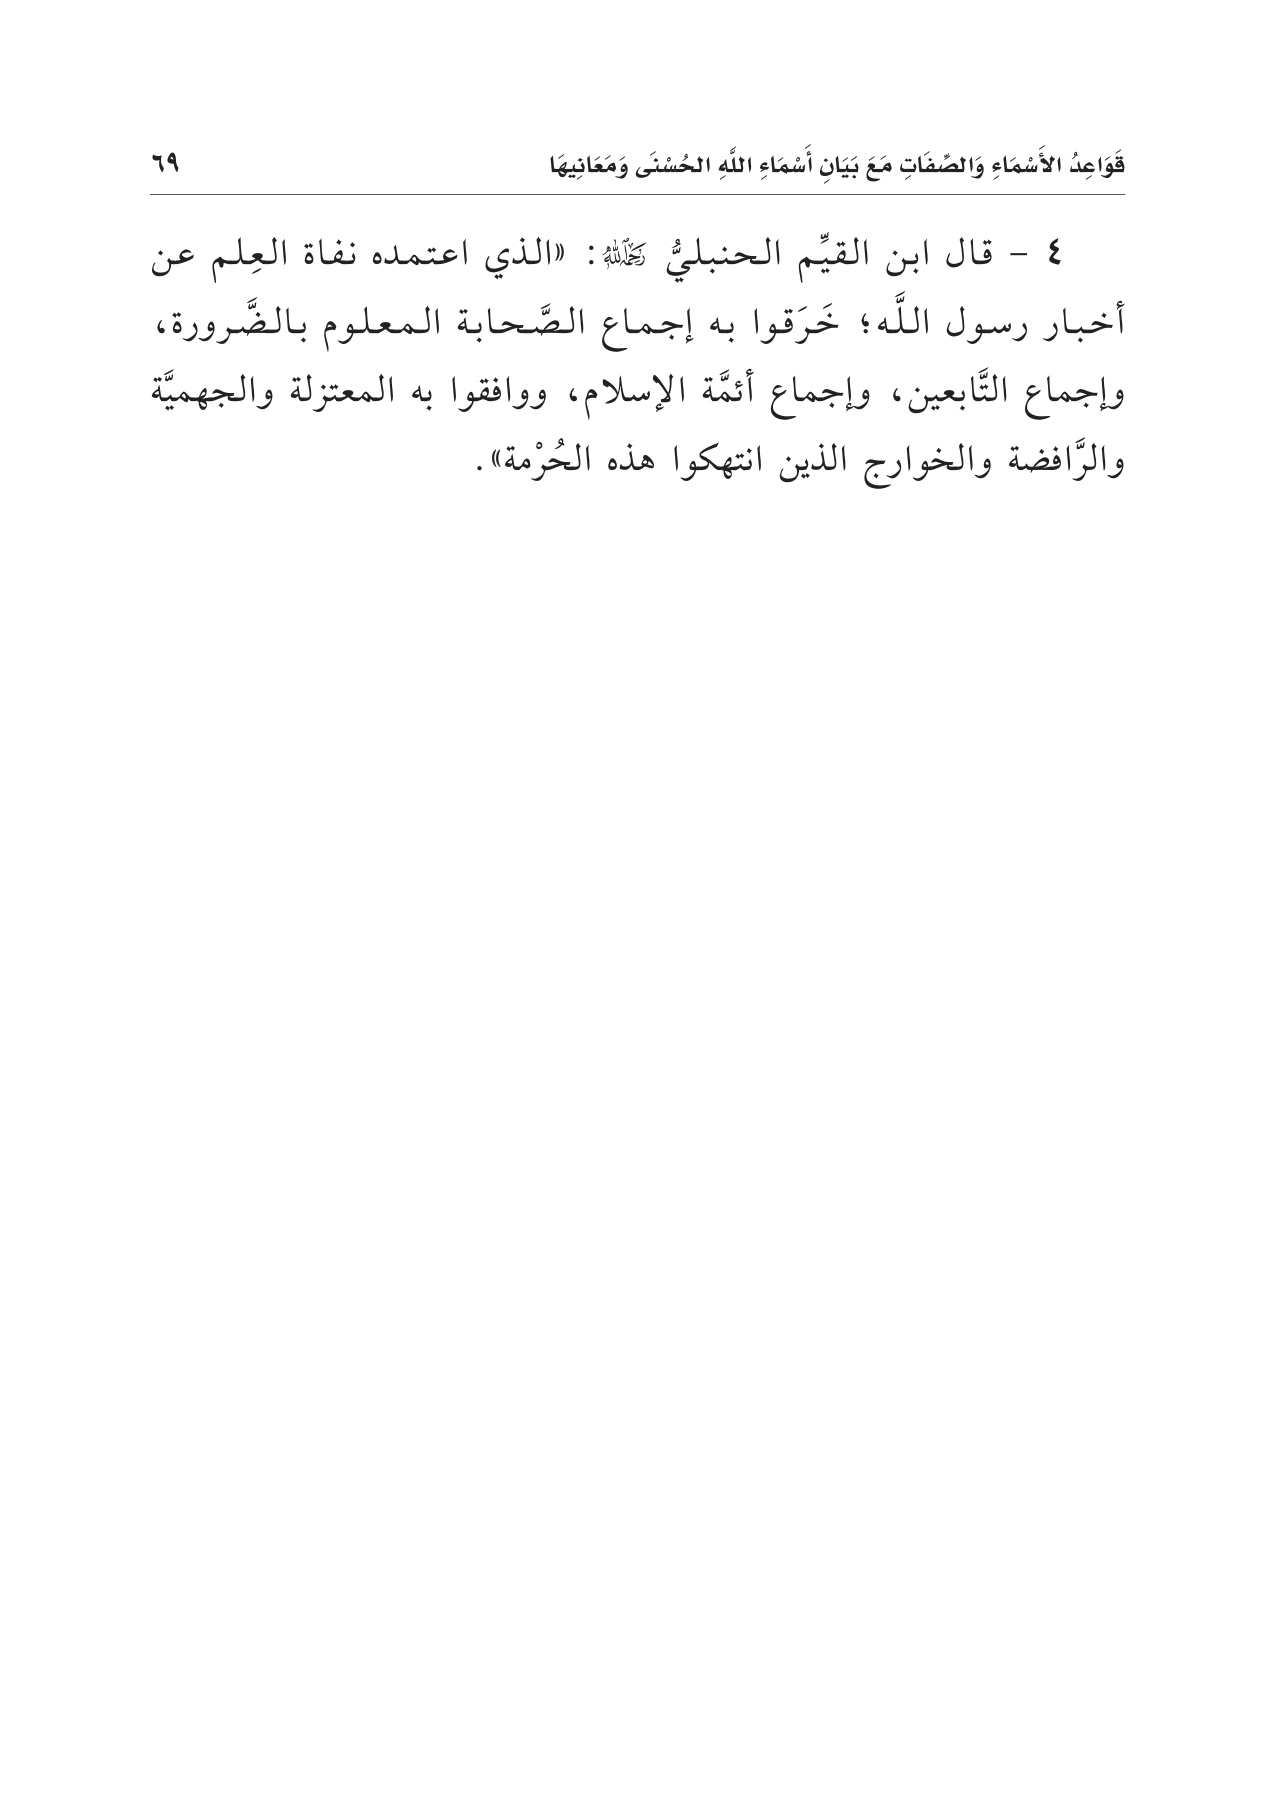 قَوَاعِدُ الأَسْمَاءِ وَالصِّفَاتِ مَعَ بَيَانِ أَسْمَاءِ اللَّهِ الحُسْنَى وَمَعَانِيهَا ٦٩
٤ – قال ابن القيِّم الحنبليُّ رَحِمَهُ اللهُ: «الذي اعتمده نفاة العِلم عن
أخبار رسول اللَّه؛ خَرَقوا به إجماع الصَّحابة المعلوم بالضَّرورة،
وإجماع التَّابعين، وإجماع أئمَّة الإسلام، ووافقوا به المعتزلة والجهميَّة
والرَّافضة والخوارج الذين انتهكوا هذه الحُرْمة».